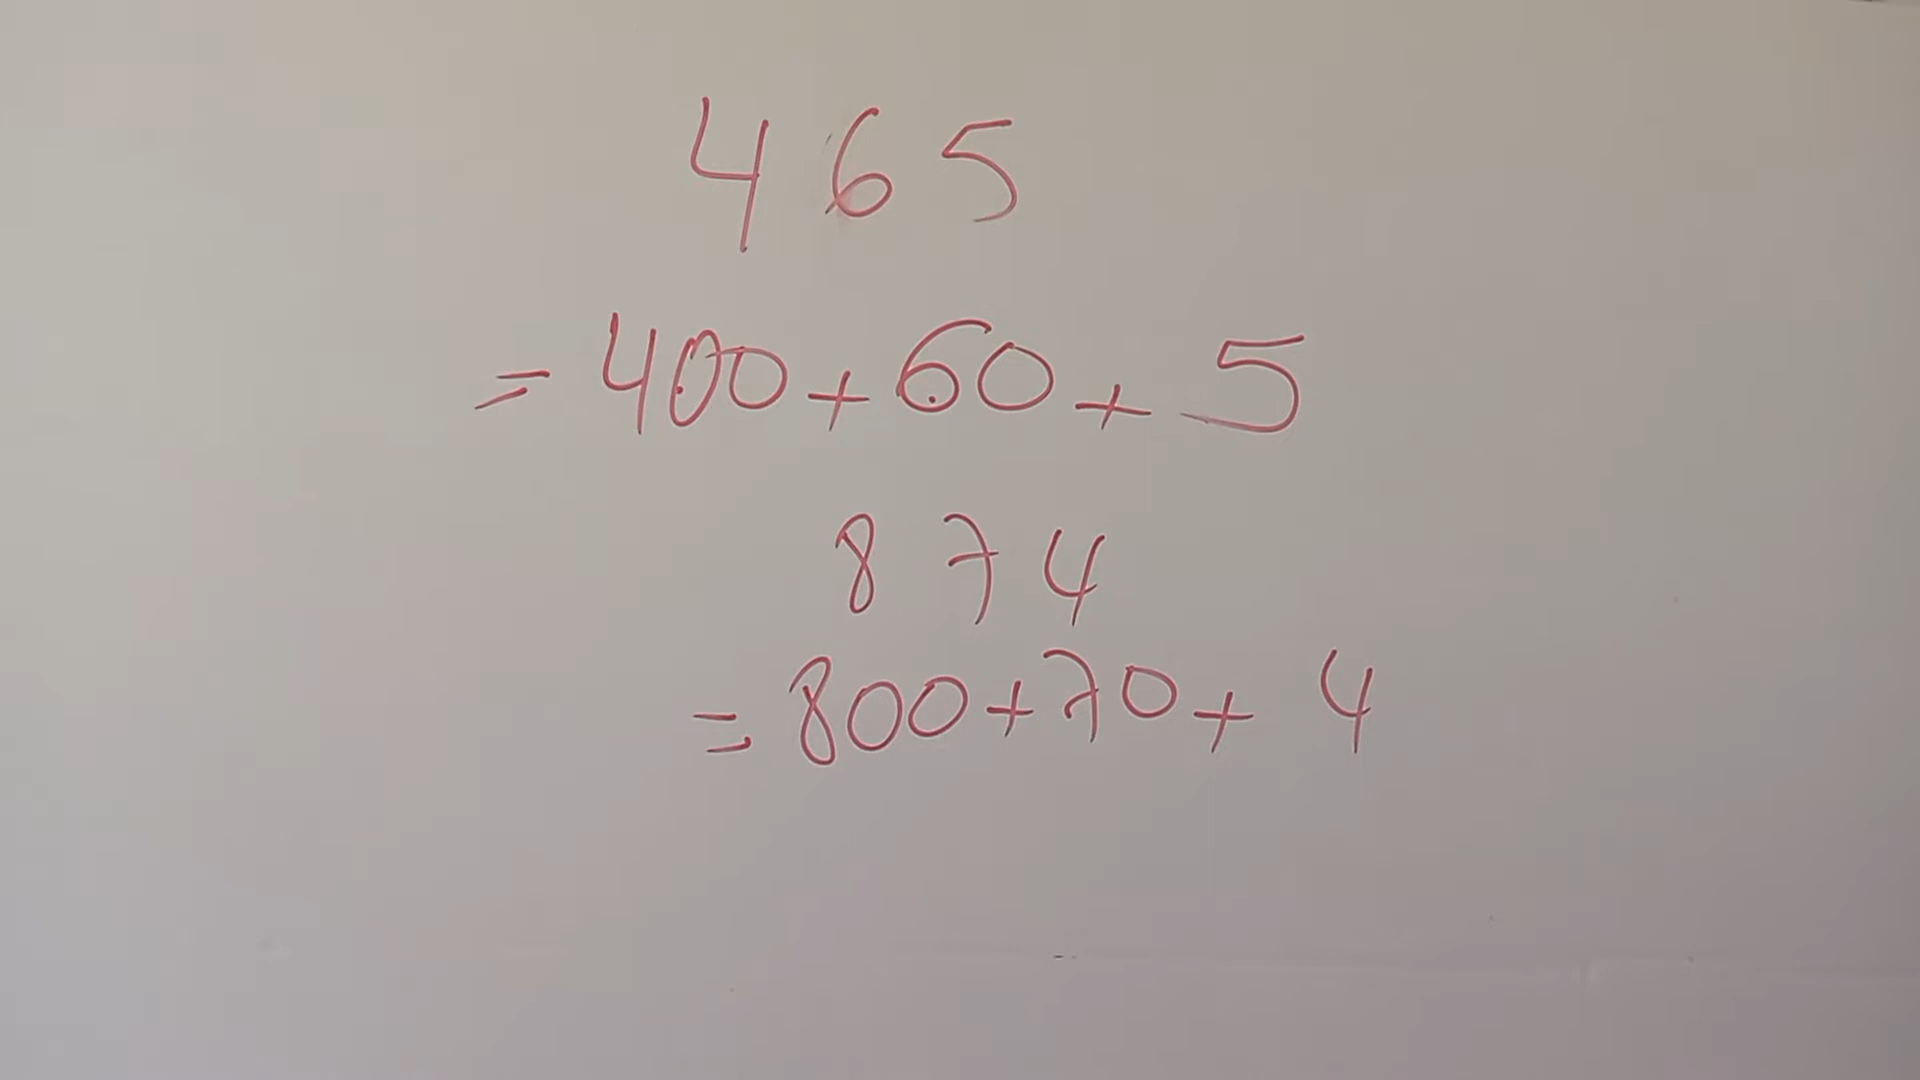 465
= 400 + 60 + 5
874
= 800 + 70 + 4